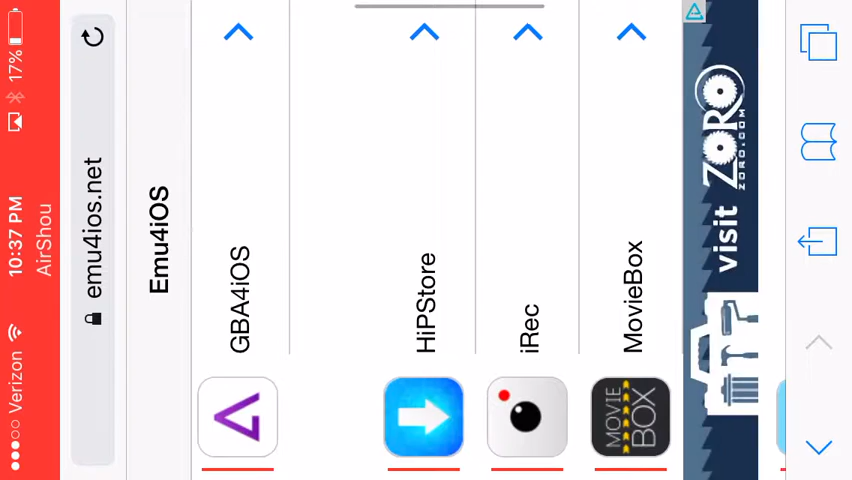 Verizon 10:37 PM 17%
AirShou
emu4ios.net
Emu4iOS
GBA4iOS
HiPStore
iRec
MOVIE BOX MovieBox
visit ZORO
ZORO.COM